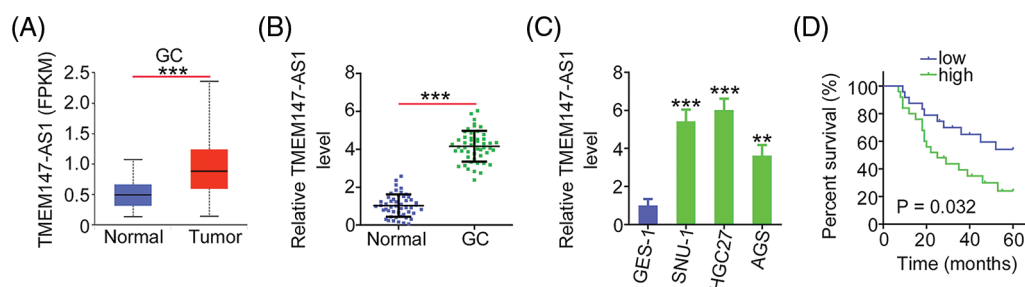 (A)
GC
***
TMEM147-AS1 (FPKM)
2.5
2.0
1.5
1.0
0.5
0
Normal
Tumor
(B)
Relative TMEM147-AS1
level
8
6
4
2
0
***
Normal
GC
(C)
Relative TMEM147-AS1
level
8
6
4
2
0
***
***
**
GES-1
SNU-1
HGC27
AGS
(D)
low
high
Percent survival (%)
100
80
60
40
20
0
P = 0.032
0
20
40
60
Time (months)